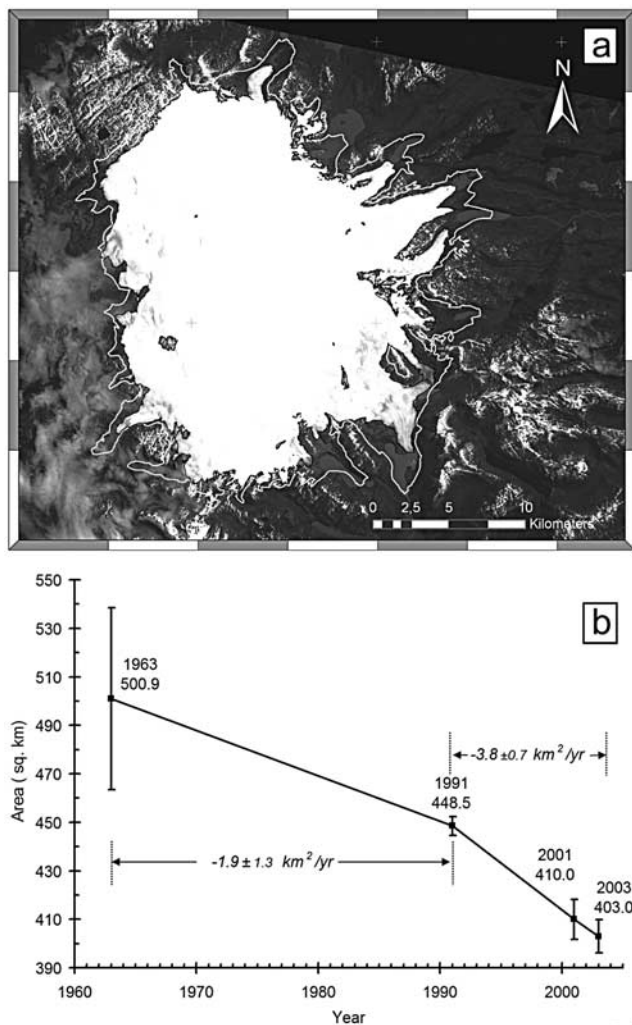 a
N
0 2,5 5 10
Kilometers
b
550
530
510
490
470
450
430
410
390
Area ( sq. km)
1963
500.9
-3.8 ±0.7 km²/yr
1991
448.5
-1.9 ± 1.3 km²/yr
2001
410.0
2003
403.0
1960 1970 1980 1990 2000
Year